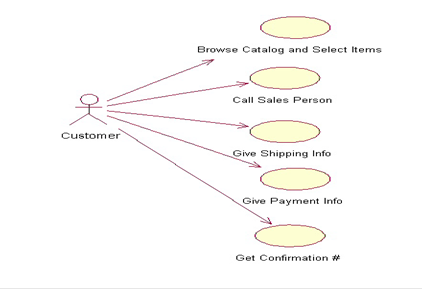 Browse Catalog and Select Items
Call Sales Person
Customer
Give Shipping Info
Give Payment Info
Get Confirmation #